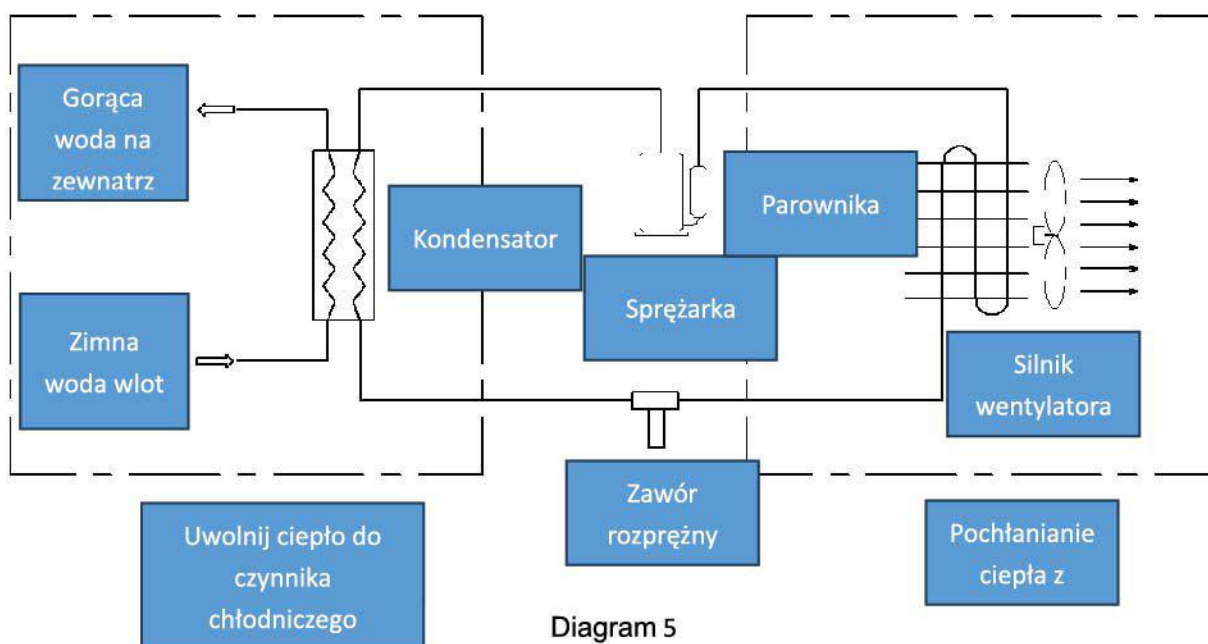 Gorąca
woda na
zewnatrz
Zimna
woda wlot
Kondensator
Sprężarka
Parownika
Silnik
wentylatora
Zawór
rozprężny
Uwolnij ciepło do
czynnika
chłodniczego
Pochłanianie
ciepła z
Diagram 5